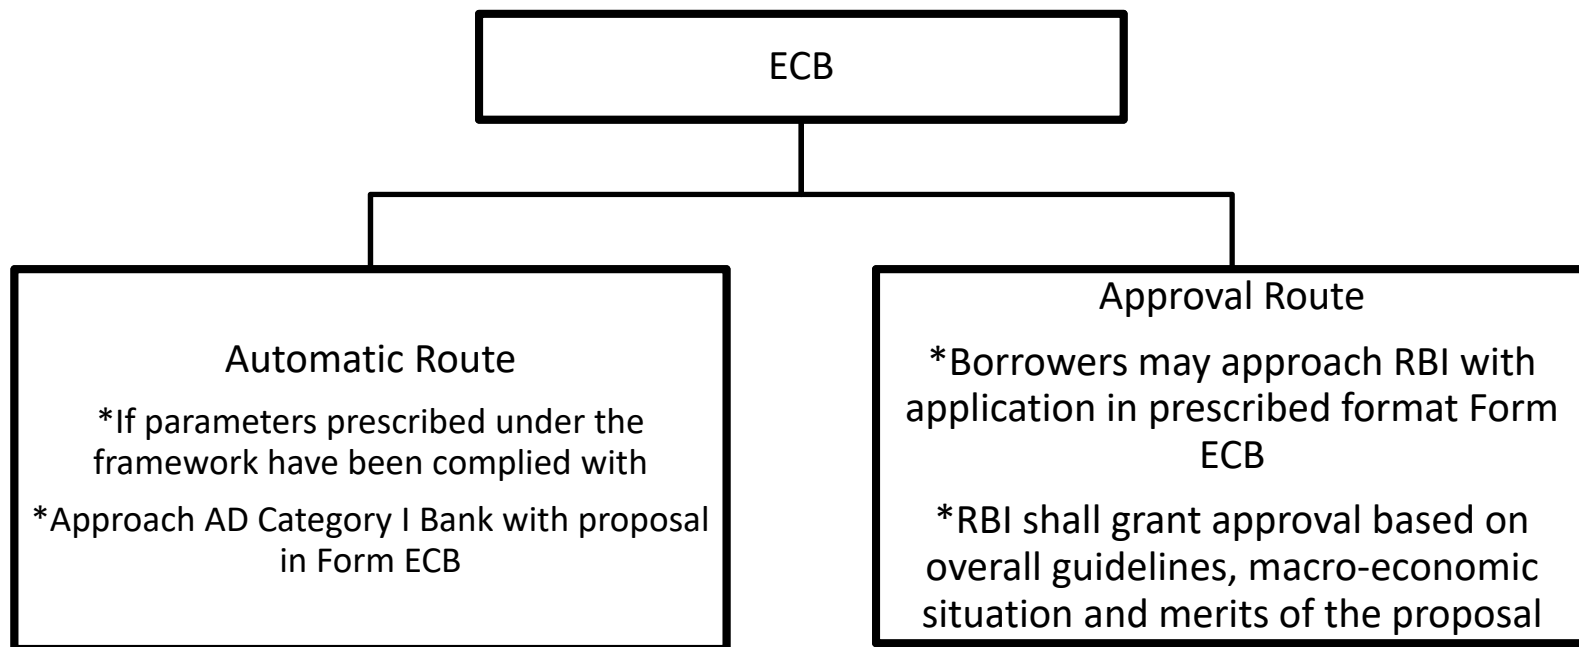 ECB
Automatic Route
*If parameters prescribed under the
framework have been complied with
*Approach AD Category I Bank with proposal
in Form ECB
Approval Route
*Borrowers may approach RBI with
application in prescribed format Form
ECB
*RBI shall grant approval based on
overall guidelines, macro-economic
situation and merits of the proposal